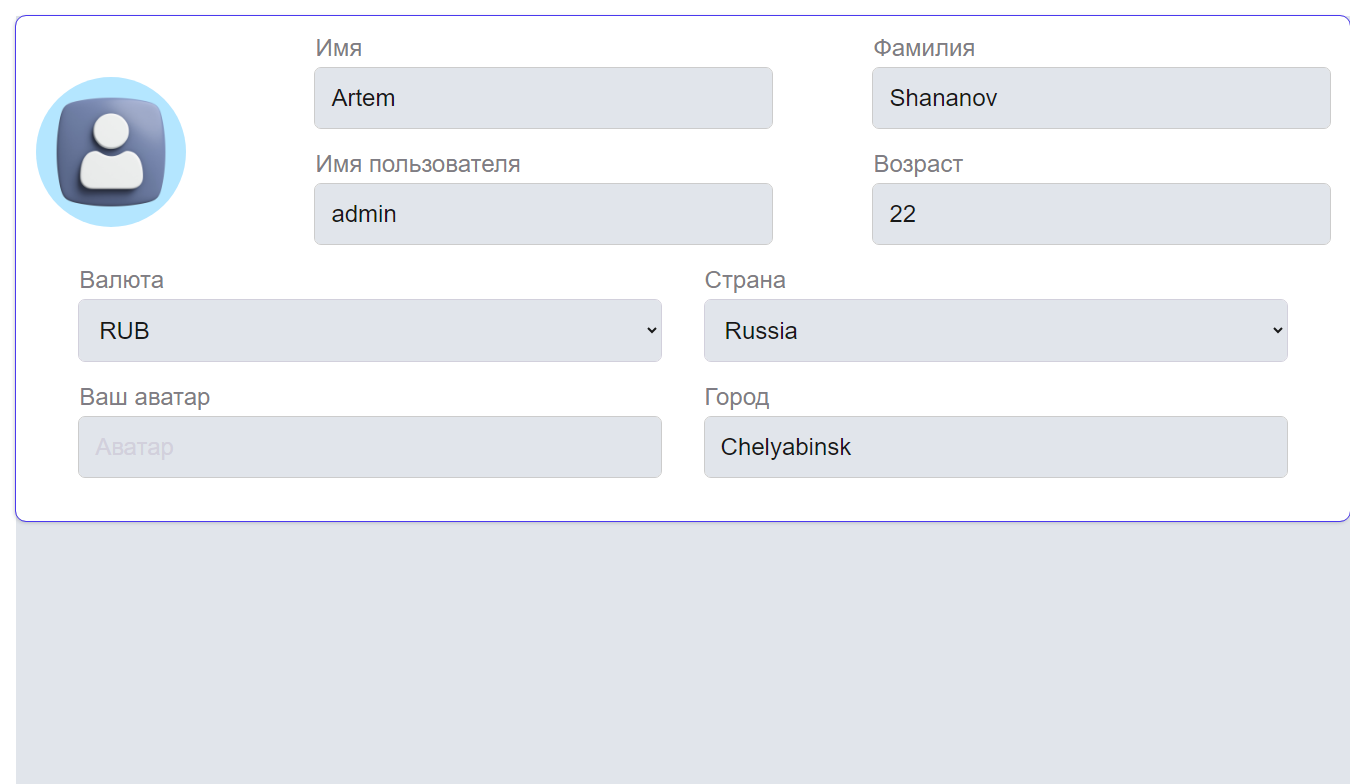 Имя
Фамилия
Artem
Shananov
Имя пользователя
Возраст
admin
22
Валюта
Страна
RUB
Russia
Ваш аватар
Город
Аватар
Chelyabinsk